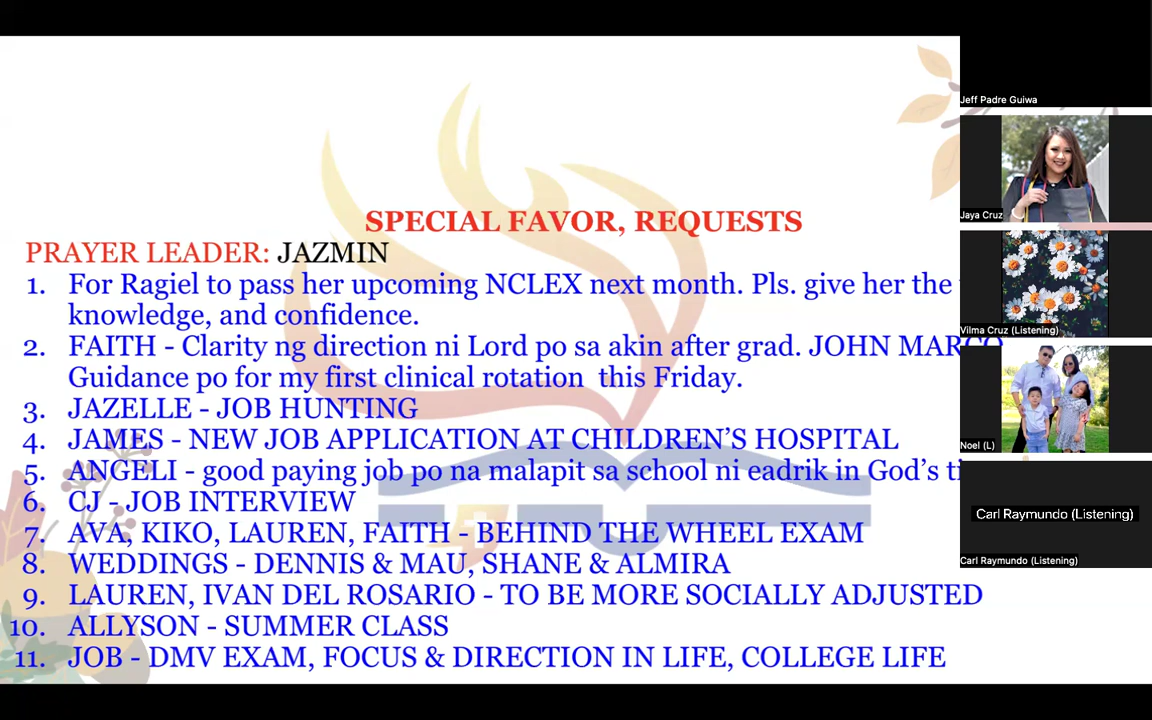 SPECIAL FAVOR, REQUESTS
PRAYER LEADER: JAZMIN
1. For Ragiel to pass her upcoming NCLEX next month. Pls. give her the
knowledge, and confidence.
2. FAITH - Clarity ng direction ni Lord po sa akin after grad. JOHN MARCO
Guidance po for my first clinical rotation this Friday.
3. JAZELLE - JOB HUNTING
4. JAMES - NEW JOB APPLICATION AT CHILDREN'S HOSPITAL
5. ANGELI - good paying job po na malapit sa school ni eadrik in God's
6. CJ - JOB INTERVIEW
7. AVA, KIKO, LAUREN, FAITH - BEHIND THE WHEEL EXAM
8. WEDDINGS - DENNIS & MAU, SHANE & ALMIRA
9. LAUREN, IVAN DEL ROSARIO - TO BE MORE SOCIALLY ADJUSTED
10. ALLYSON - SUMMER CLASS
11. JOB - DMV EXAM, FOCUS & DIRECTION IN LIFE, COLLEGE LIFE
Jeff Padre Guiwa
Jaya Cruz
Vilma Cruz (Listening)
Noel (L)
Carl Raymundo (Listening)
Carl Raymundo (Listening)